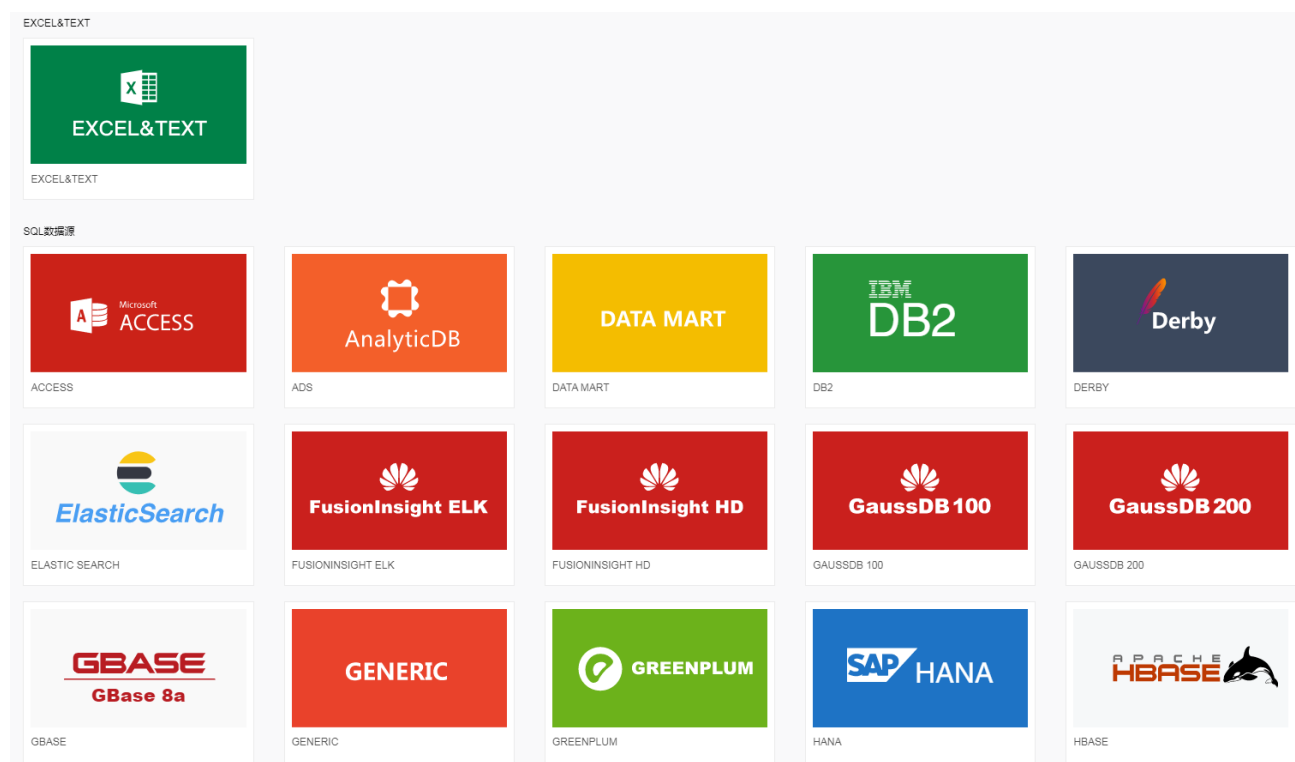 EXCEL&TEXT
EXCEL&TEXT
EXCEL&TEXT
SQL数据源
Microsoft
ACCESS
AnalyticDB
DATA MART
IBM
DB2
Derby
ACCESS
ADS
DATA MART
DB2
DERBY
ElasticSearch
FusionInsight ELK
FusionInsight HD
GaussDB 100
GaussDB 200
ELASTIC SEARCH
FUSIONINSIGHT ELK
FUSIONINSIGHT HD
GAUSSDB 100
GAUSSDB 200
GBASE
GBase 8a
GENERIC
GREENPLUM
SAP HANA
APACHE
HBASE
GBASE
GENERIC
GREENPLUM
HANA
HBASE